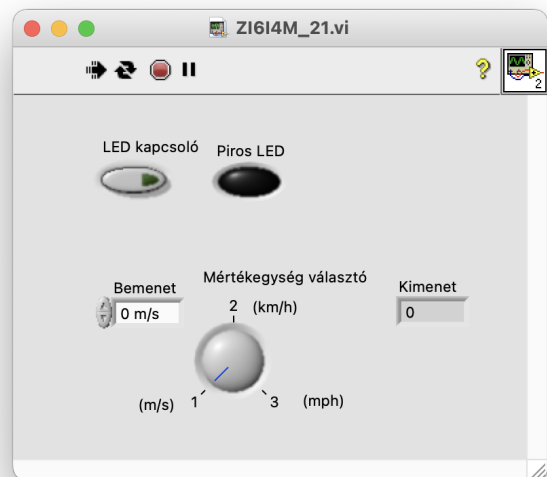 ZI6I4M_21.vi
?
2
LED kapcsoló Piros LED
Bemenet Mértékegység választó Kimenet
0 m/s 2 (km/h) 0
(m/s) 1 3 (mph)